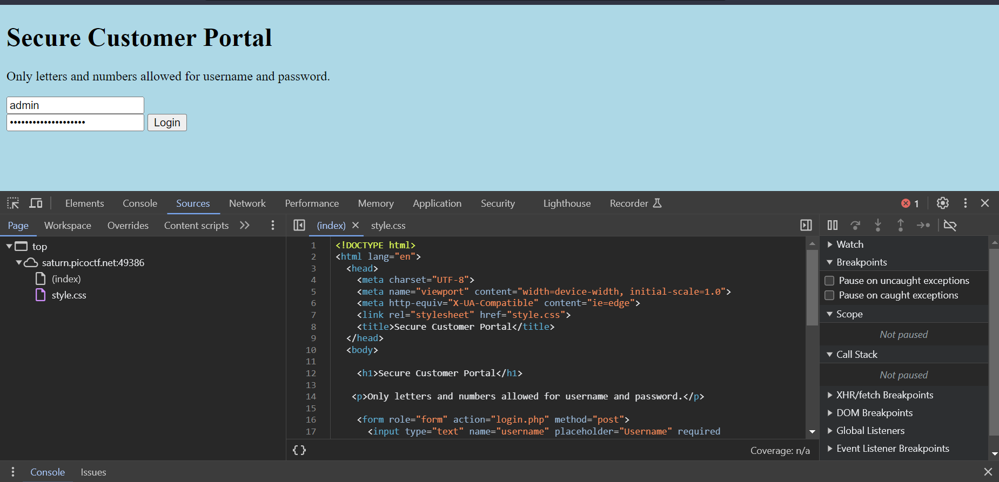 Secure Customer Portal
Only letters and numbers allowed for username and password.
admin
•••••••••••••••••••• Login
Elements Console Sources Network Performance Memory Application Security Lighthouse Recorder 1
Page Workspace Overrides Content scripts (index) style.css
top
saturn.picoctf.net:49386
(index)
style.css
1 <!DOCTYPE html>
2 <html lang="en">
3 <head>
4 <meta charset="UTF-8">
5 <meta name="viewport" content="width=device-width, initial-scale=1.0">
6 <meta http-equiv="X-UA-Compatible" content="ie=edge">
7 <link rel="stylesheet" href="style.css">
8 <title>Secure Customer Portal</title>
9 </head>
10 <body>
11
12 <h1>Secure Customer Portal</h1>
13
14 <p>Only letters and numbers allowed for username and password.</p>
15
16 <form role="form" action="login.php" method="post">
17 <input type="text" name="username" placeholder="Username" required
{} Coverage: n/a
Watch
Breakpoints
Pause on uncaught exceptions
Pause on caught exceptions
Scope
Not paused
Call Stack
Not paused
XHR/fetch Breakpoints
DOM Breakpoints
Global Listeners
Event Listener Breakpoints
Console Issues